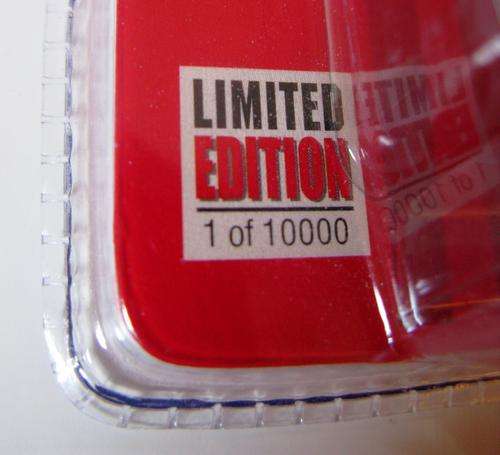 LIMITED
EDITION
1 of 10000